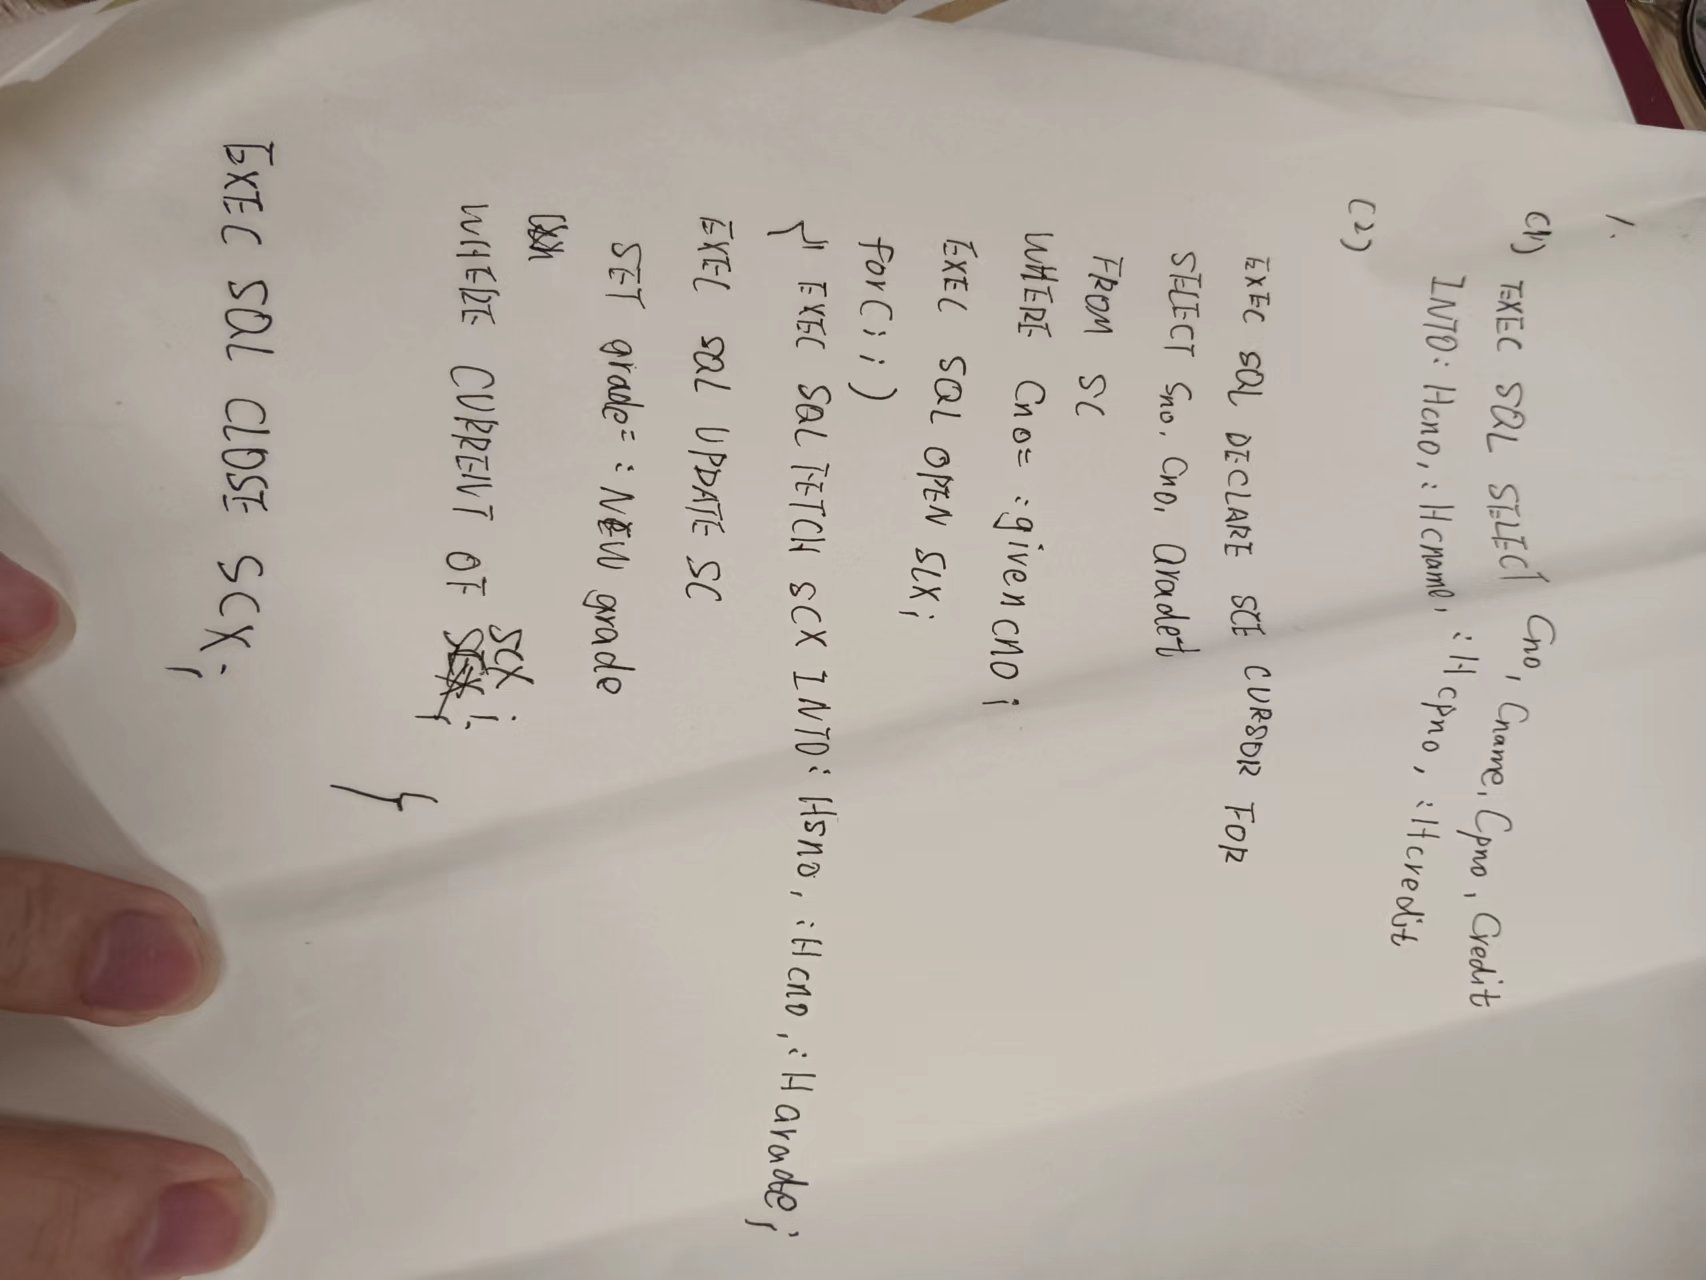 1.
(1) EXEC SQL SELECT Cno, Cname, Cpno, Credit
INTO: Hcno, : Hcname, : Hcpno, : Hcredit
(2)
EXEC SQL DECLARE SCE CURSOR FOR
SELECT Sno, Cno, Gradet
FROM SC
WHERE Cno= :givencno;
EXEC SQL OPEN SCX;
for(;;)
{ EXEC SQL FETCH SCX INTO: Hsno, :Hcno, : HGrade;
EXEC SQL UPDATE SC
SET grade= : NEW grade
WHERE CURRENT OF SCX;
}
EXEC SQL CLOSE SCX;